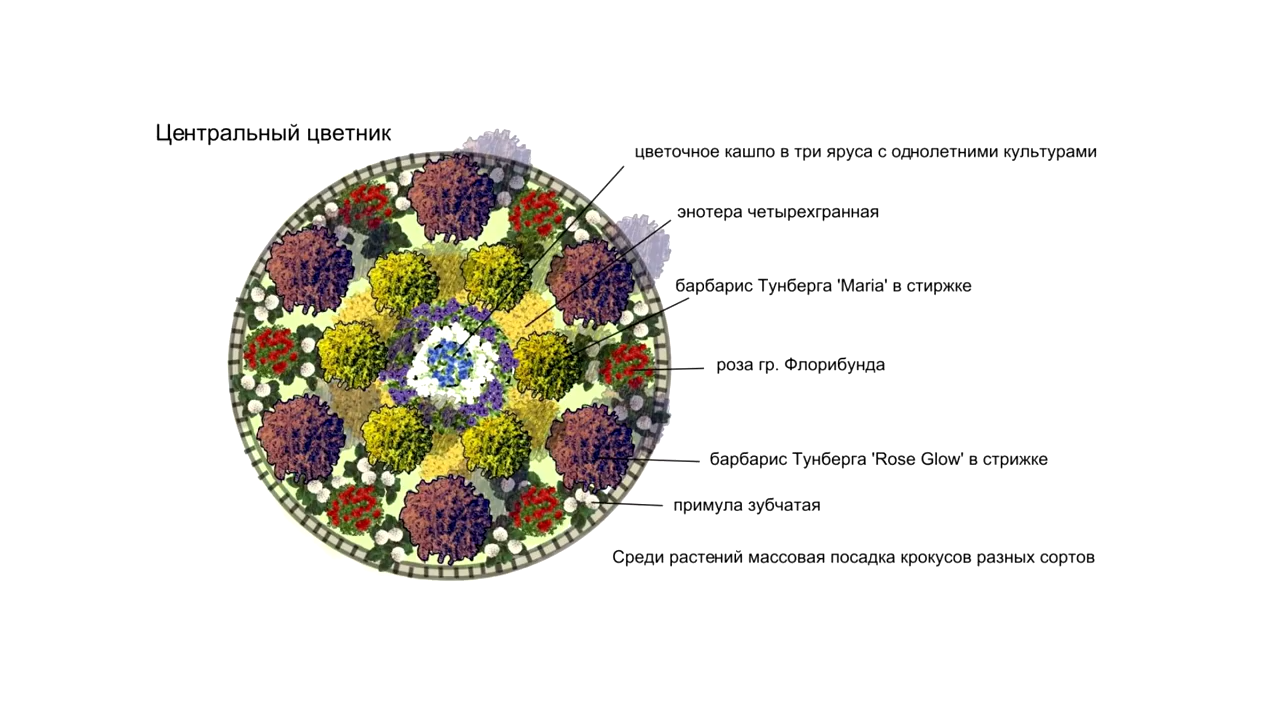 Центральный цветник
цветочное кашпо в три яруса с однолетними культурами
энотера четырехгранная
барбарис Тунберга 'Maria' в стиржке
роза гр. Флорибунда
барбарис Тунберга 'Rose Glow' в стрижке
примула зубчатая
Среди растений массовая посадка крокусов разных сортов